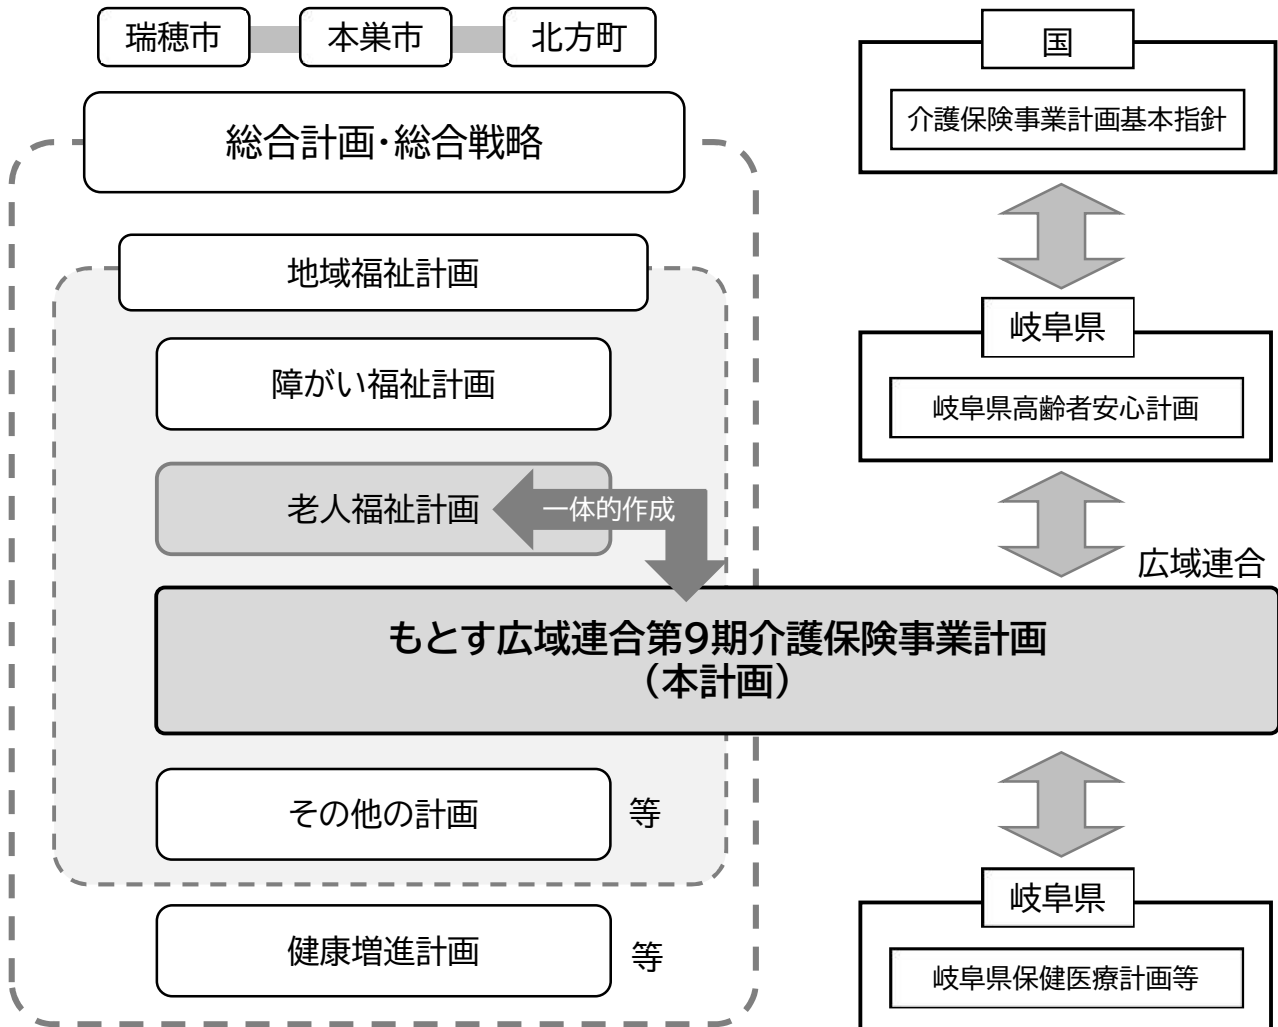 瑞穂市
本巣市
北方町
総合計画・総合戦略
地域福祉計画
障がい福祉計画
老人福祉計画
一体的作成
もとす広域連合第9期介護保険事業計画
（本計画）
その他の計画
等
健康増進計画
等
国
介護保険事業計画基本指針
岐阜県
岐阜県高齢者安心計画
広域連合
岐阜県
岐阜県保健医療計画等